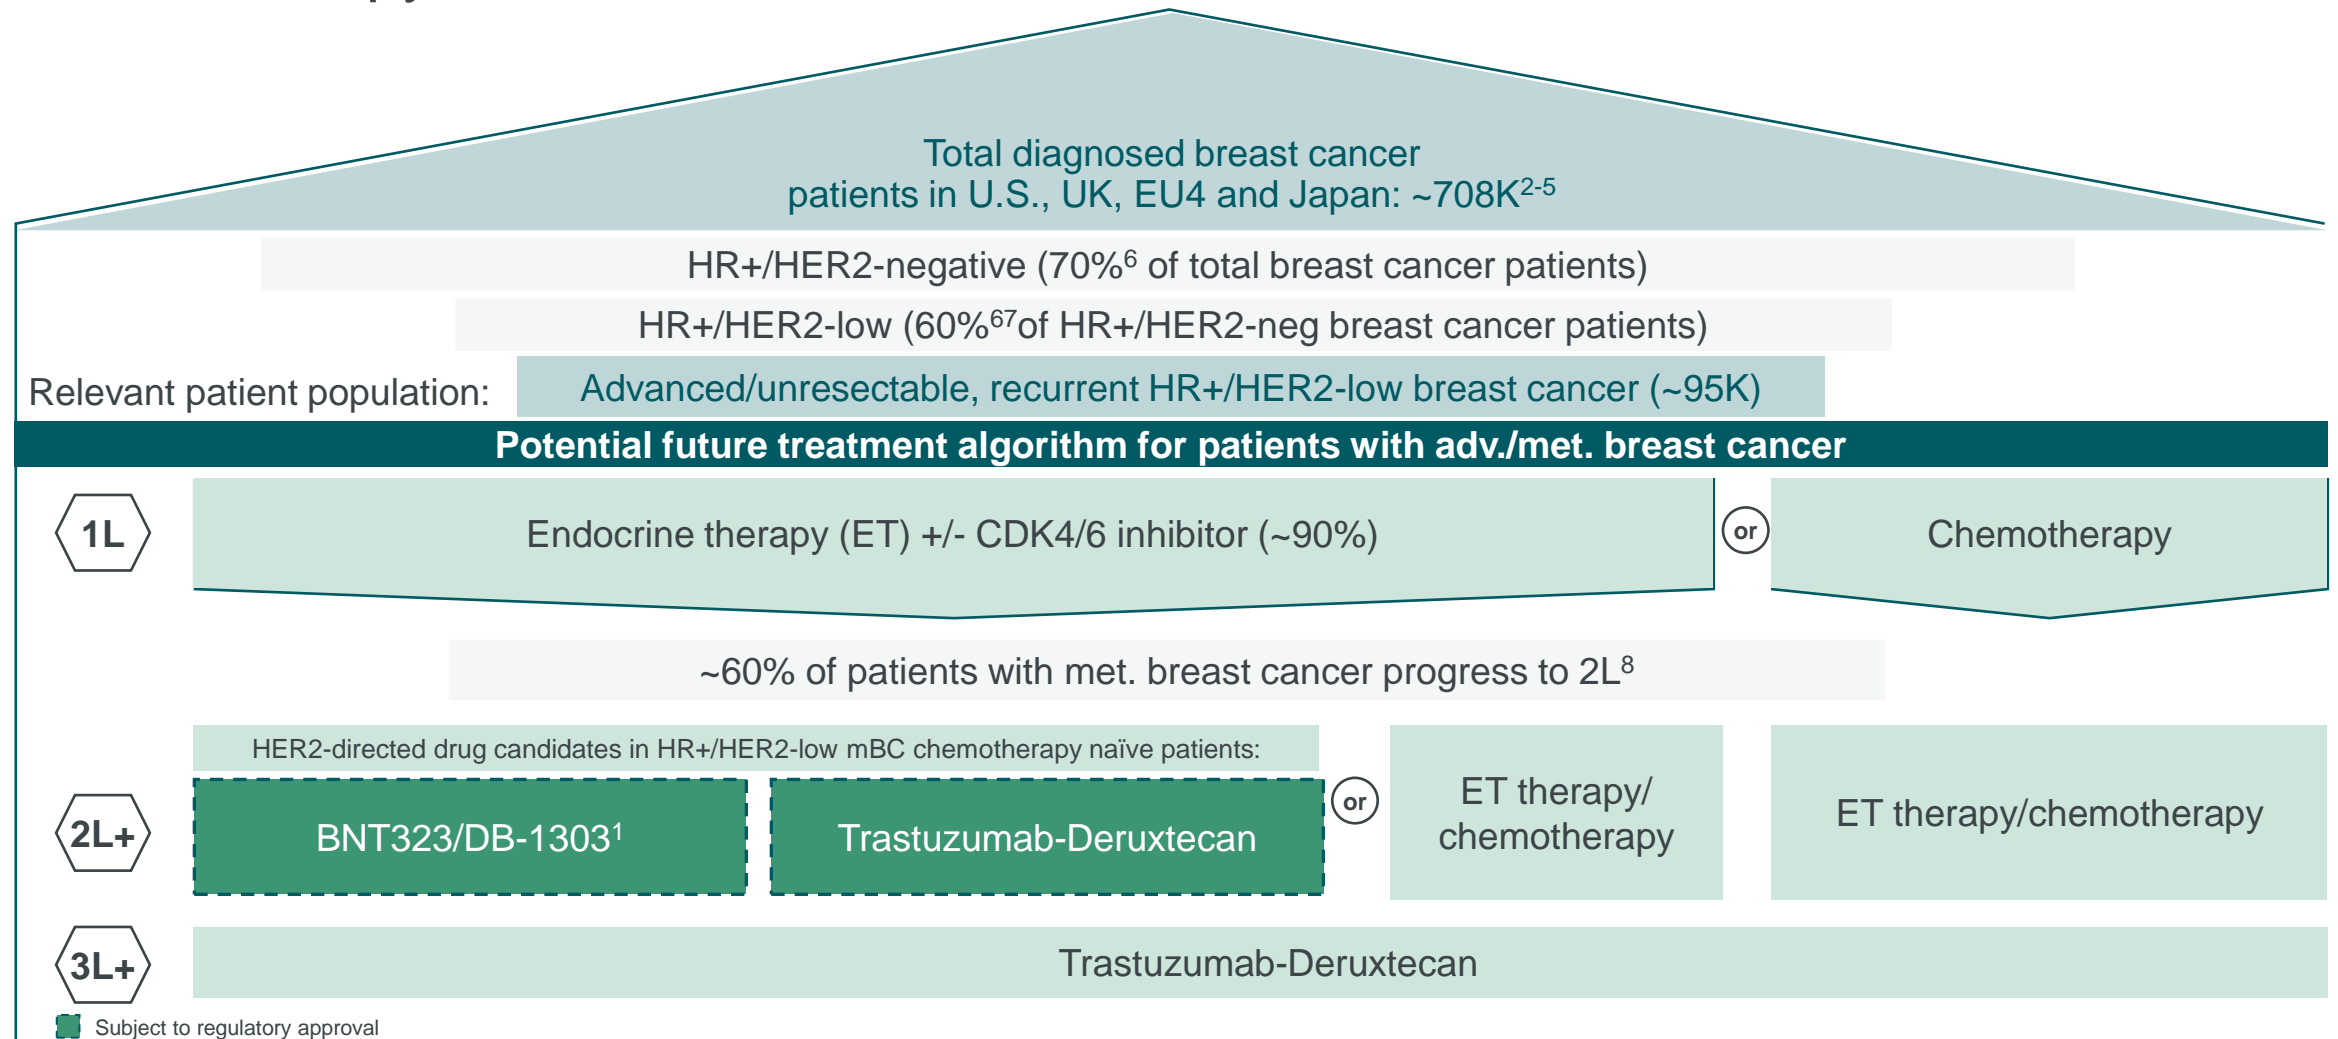 Total diagnosed breast cancer
patients in U.S., UK, EU4 and Japan: ~708K2-5
HR+/HER2-negative (70%6 of total breast cancer patients)
HR+/HER2-low (60%67of HR+/HER2-neg breast cancer patients)
Relevant patient population:
Advanced/unresectable, recurrent HR+/HER2-low breast cancer (~95K)
Potential future treatment algorithm for patients with adv./met. breast cancer
1L
Endocrine therapy (ET) +/- CDK4/6 inhibitor (~90%)
or
Chemotherapy
~60% of patients with met. breast cancer progress to 2L8
HER2-directed drug candidates in HR+/HER2-low mBC chemotherapy naïve patients:
2L+
BNT323/DB-13031
Trastuzumab-Deruxtecan
or
ET therapy/
chemotherapy
ET therapy/chemotherapy
3L+
Trastuzumab-Deruxtecan
Subject to regulatory approval